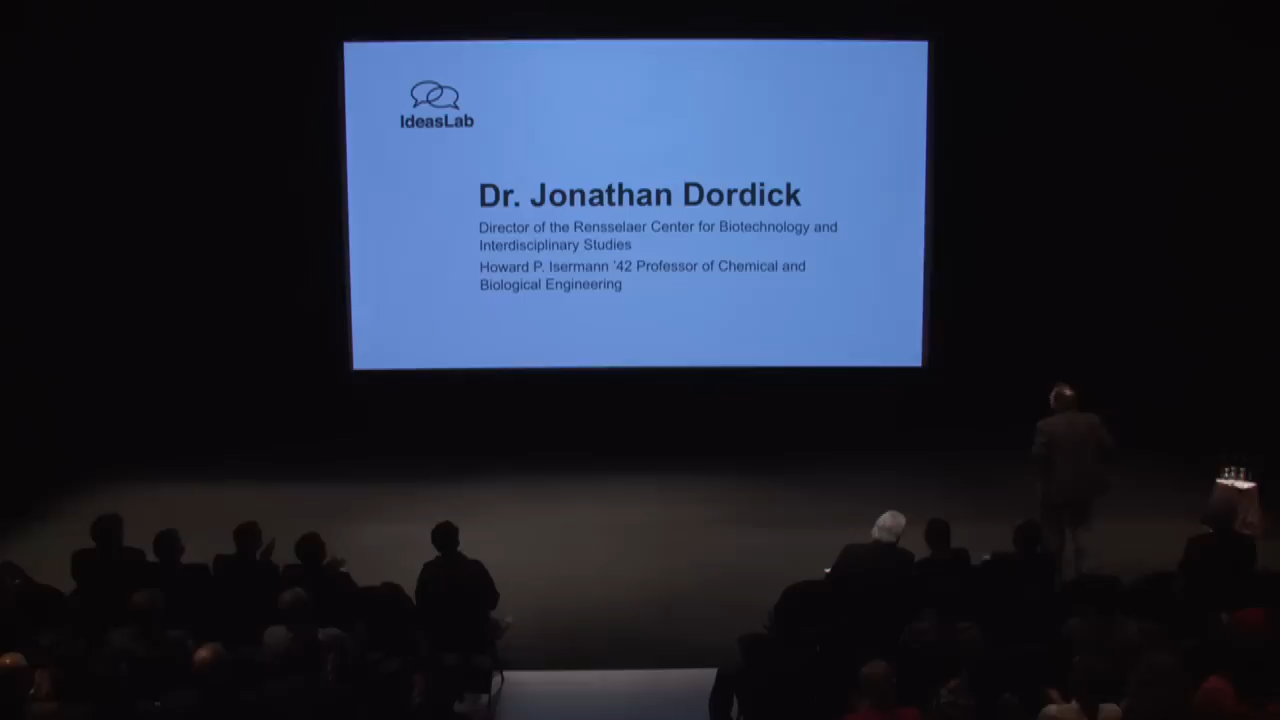 IdeasLab
Dr. Jonathan Dordick
Director of the Rensselaer Center for Biotechnology and
Interdisciplinary Studies
Howard P. Isermann '42 Professor of Chemical and
Biological Engineering